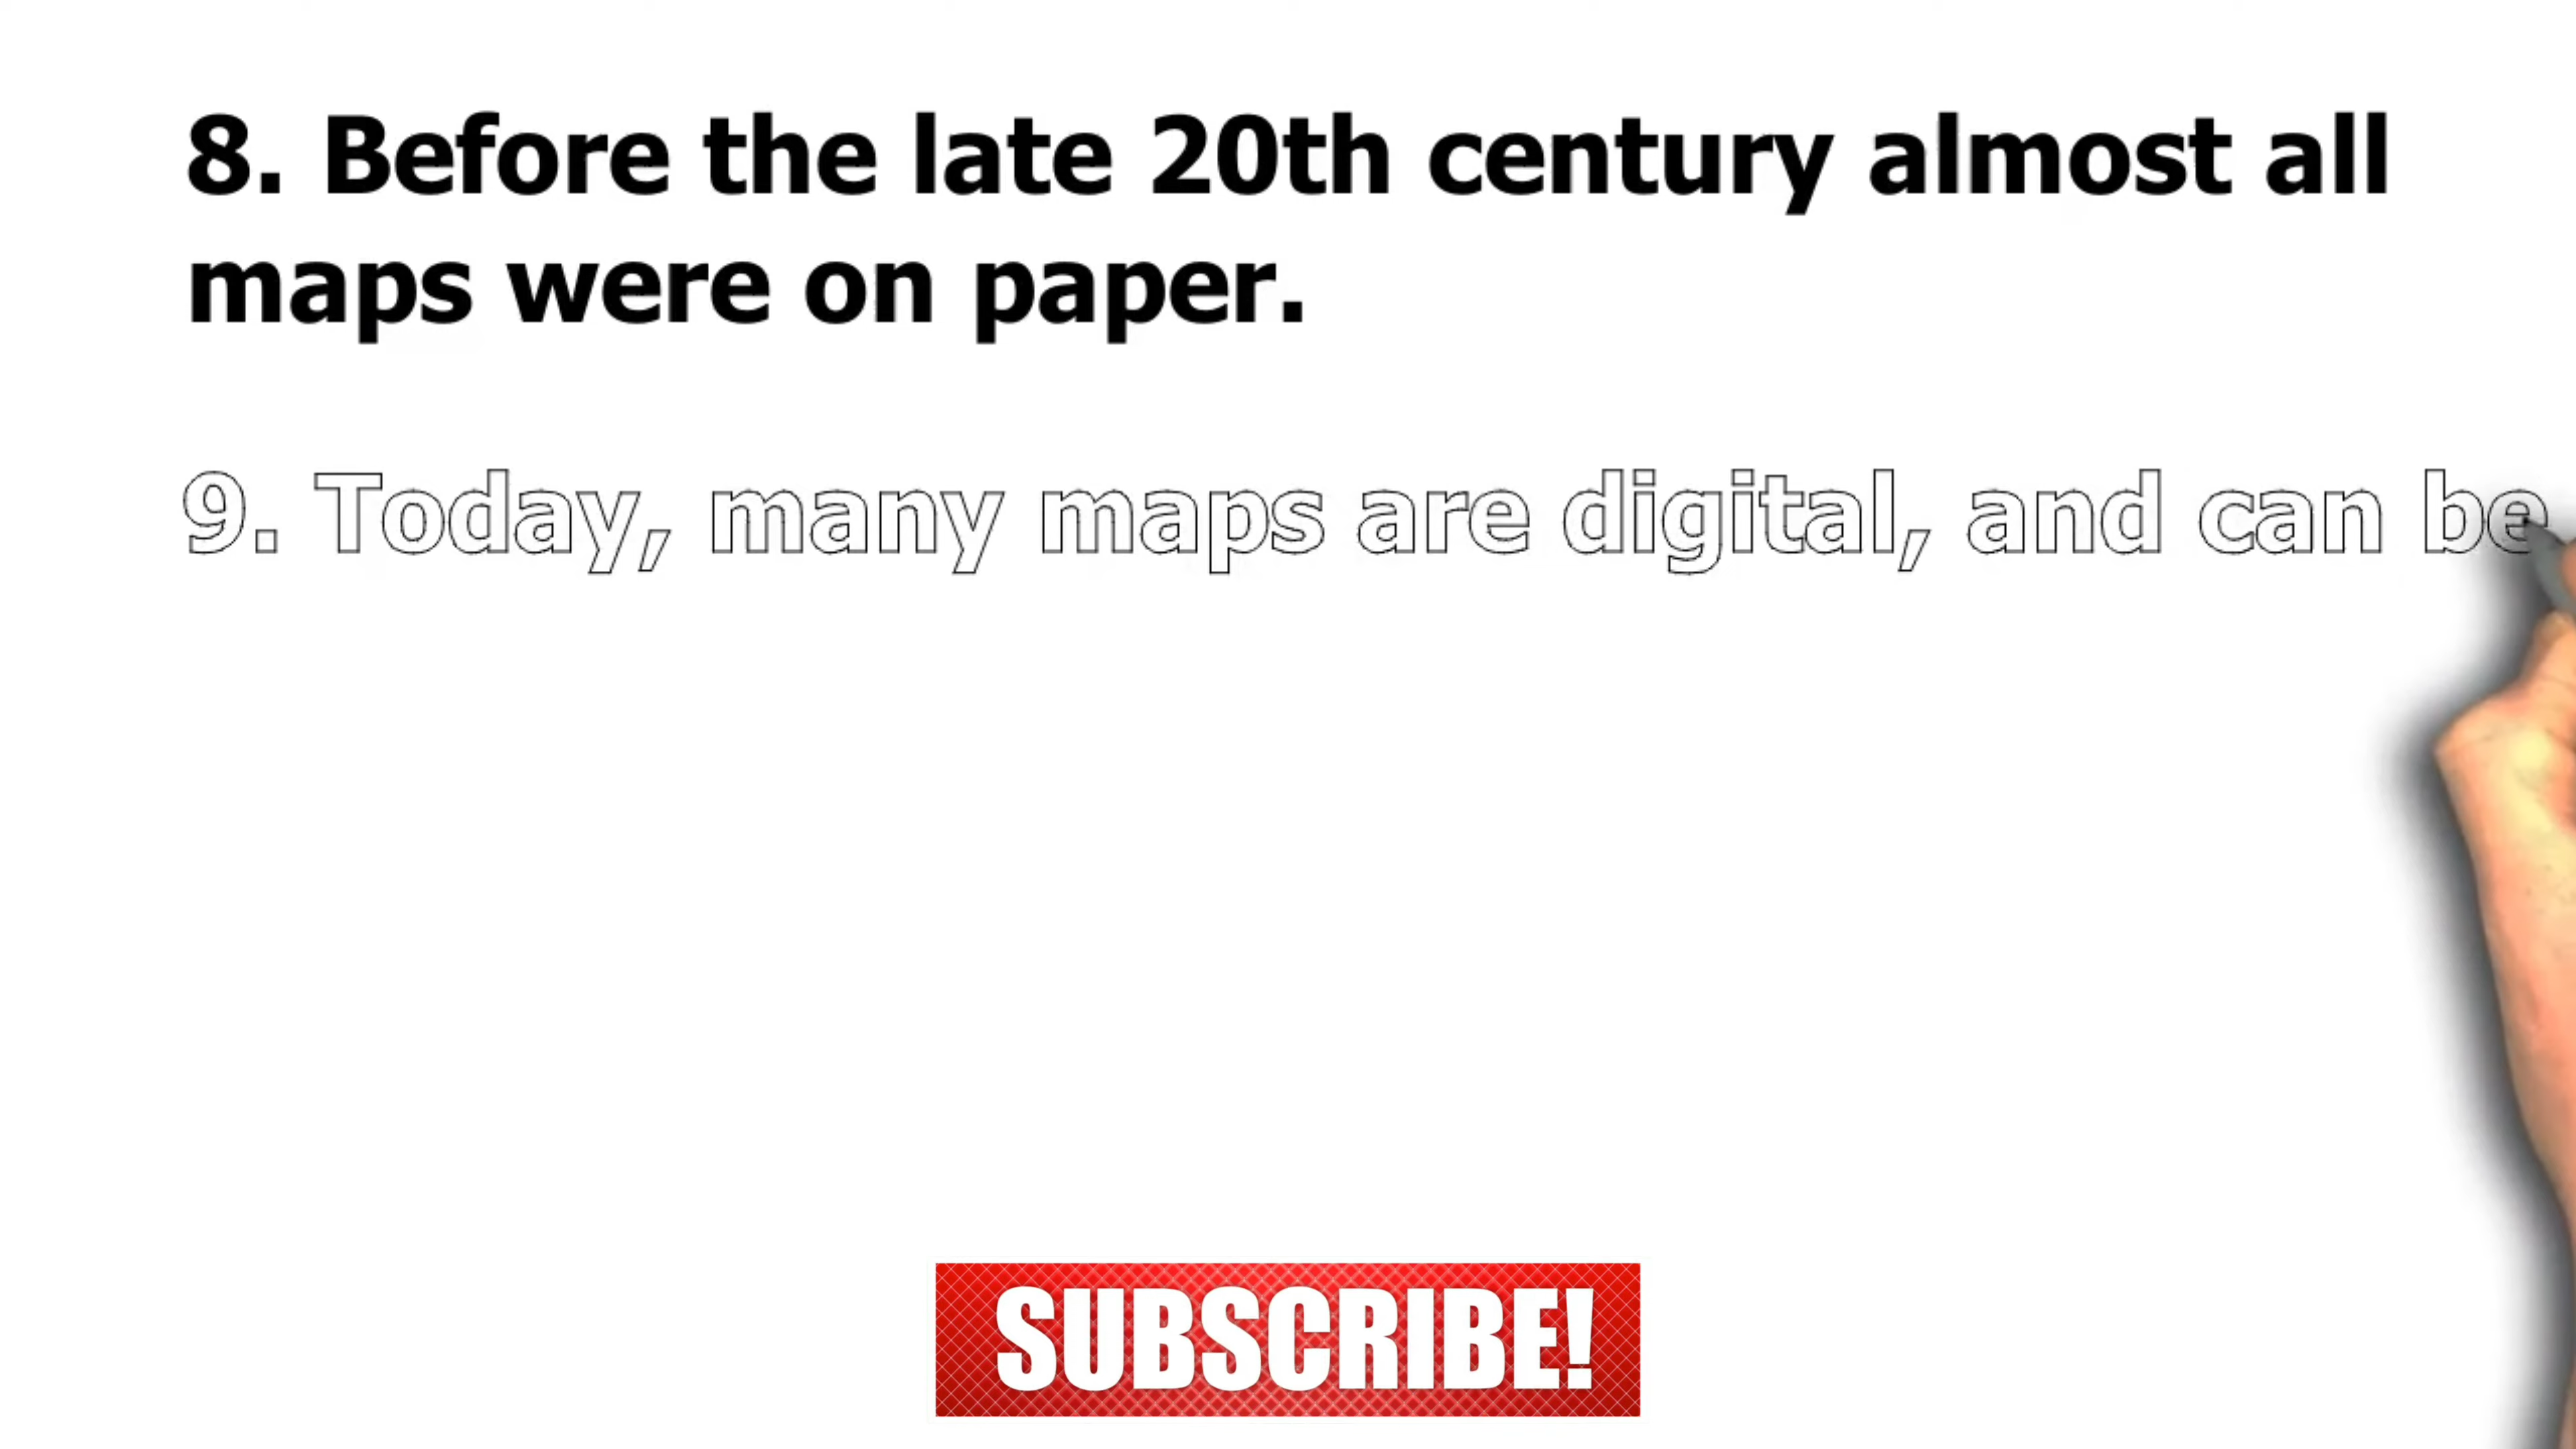 8. Before the late 20th century almost all
maps were on paper.
9. Today, many maps are digital, and can be
SUBSCRIBE!